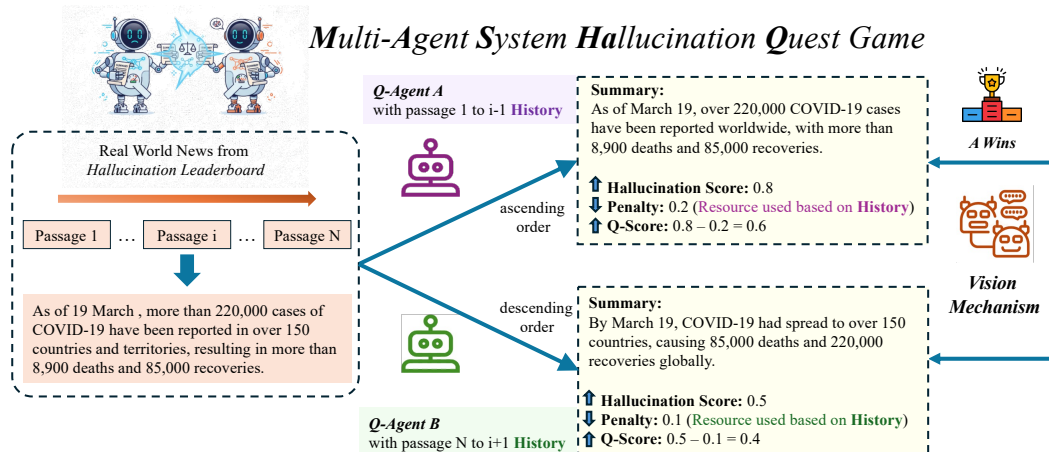 Multi-Agent System Hallucination Quest Game
Real World News from
Hallucination Leaderboard
Passage 1 … Passage i … Passage N
As of 19 March , more than 220,000 cases of
COVID-19 have been reported in over 150
countries and territories, resulting in more than
8,900 deaths and 85,000 recoveries.
Q-Agent A
with passage 1 to i-1 History
ascending
order
descending
order
Q-Agent B
with passage N to i+1 History
Summary:
As of March 19, over 220,000 COVID-19 cases
have been reported worldwide, with more than
8,900 deaths and 85,000 recoveries.
Hallucination Score: 0.8
Penalty: 0.2 (Resource used based on History)
Q-Score: 0.8 – 0.2 = 0.6
Summary:
By March 19, COVID-19 had spread to over 150
countries, causing 85,000 deaths and 220,000
recoveries globally.
Hallucination Score: 0.5
Penalty: 0.1 (Resource used based on History)
Q-Score: 0.5 – 0.1 = 0.4
A Wins
Vision
Mechanism